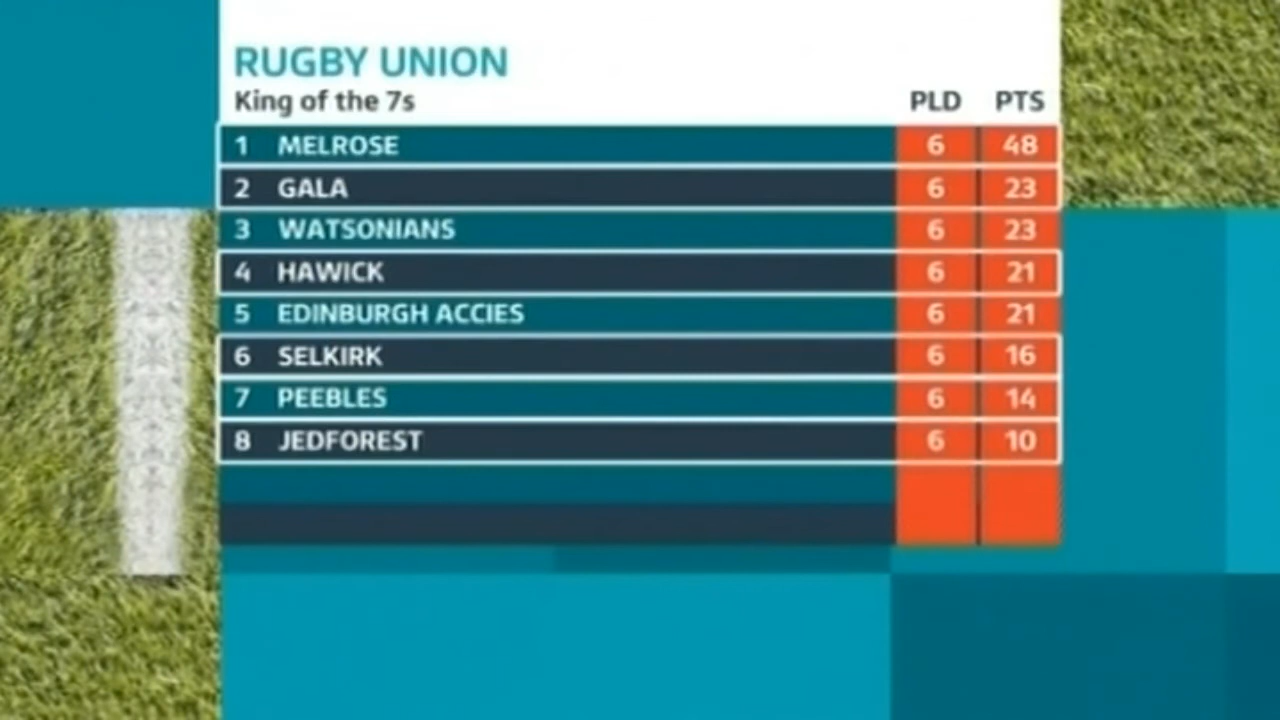 RUGBY UNION
King of the 7s PLD PTS
1 MELROSE 6 48
2 GALA 6 23
3 WATSONIANS 6 23
4 HAWICK 6 21
5 EDINBURGH ACCIES 6 21
6 SELKIRK 6 16
7 PEEBLES 6 14
8 JEDFOREST 6 10